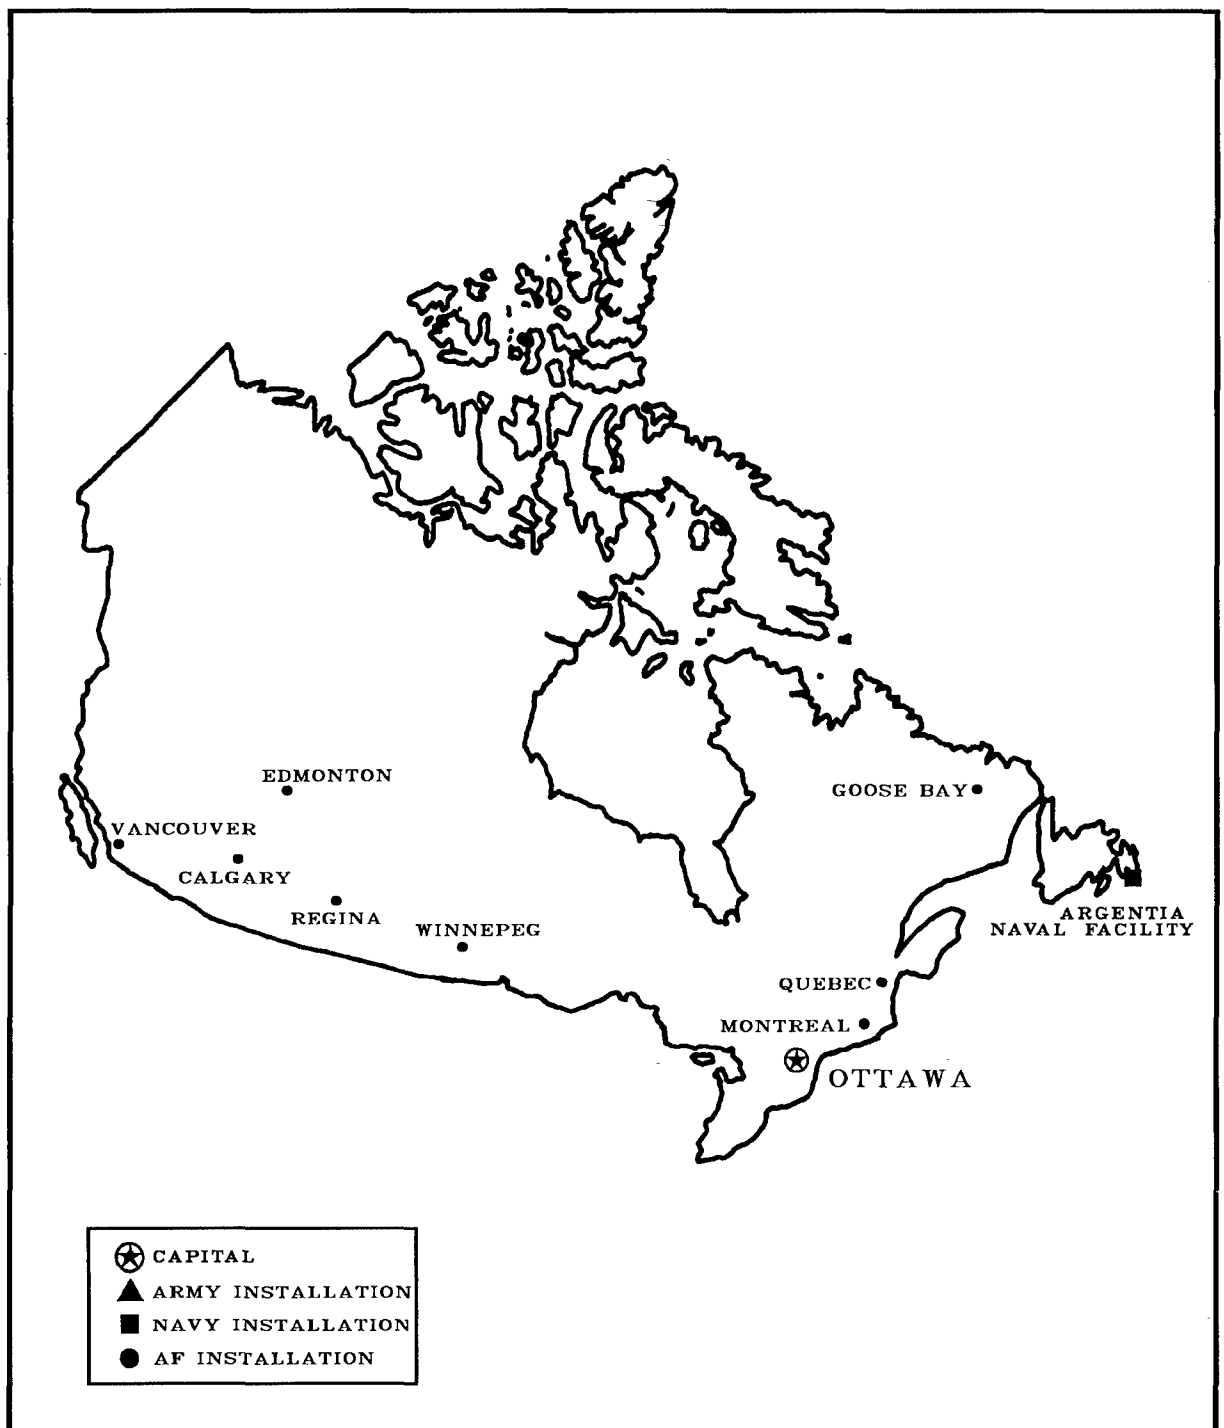 EDMONTON
GOOSE BAY
VANCOUVER
CALGARY
REGINA
WINNEPEG
ARGENTIA
NAVAL FACILITY
QUEBEC
MONTREAL
OTTAWA
CAPITAL
ARMY INSTALLATION
NAVY INSTALLATION
AF INSTALLATION